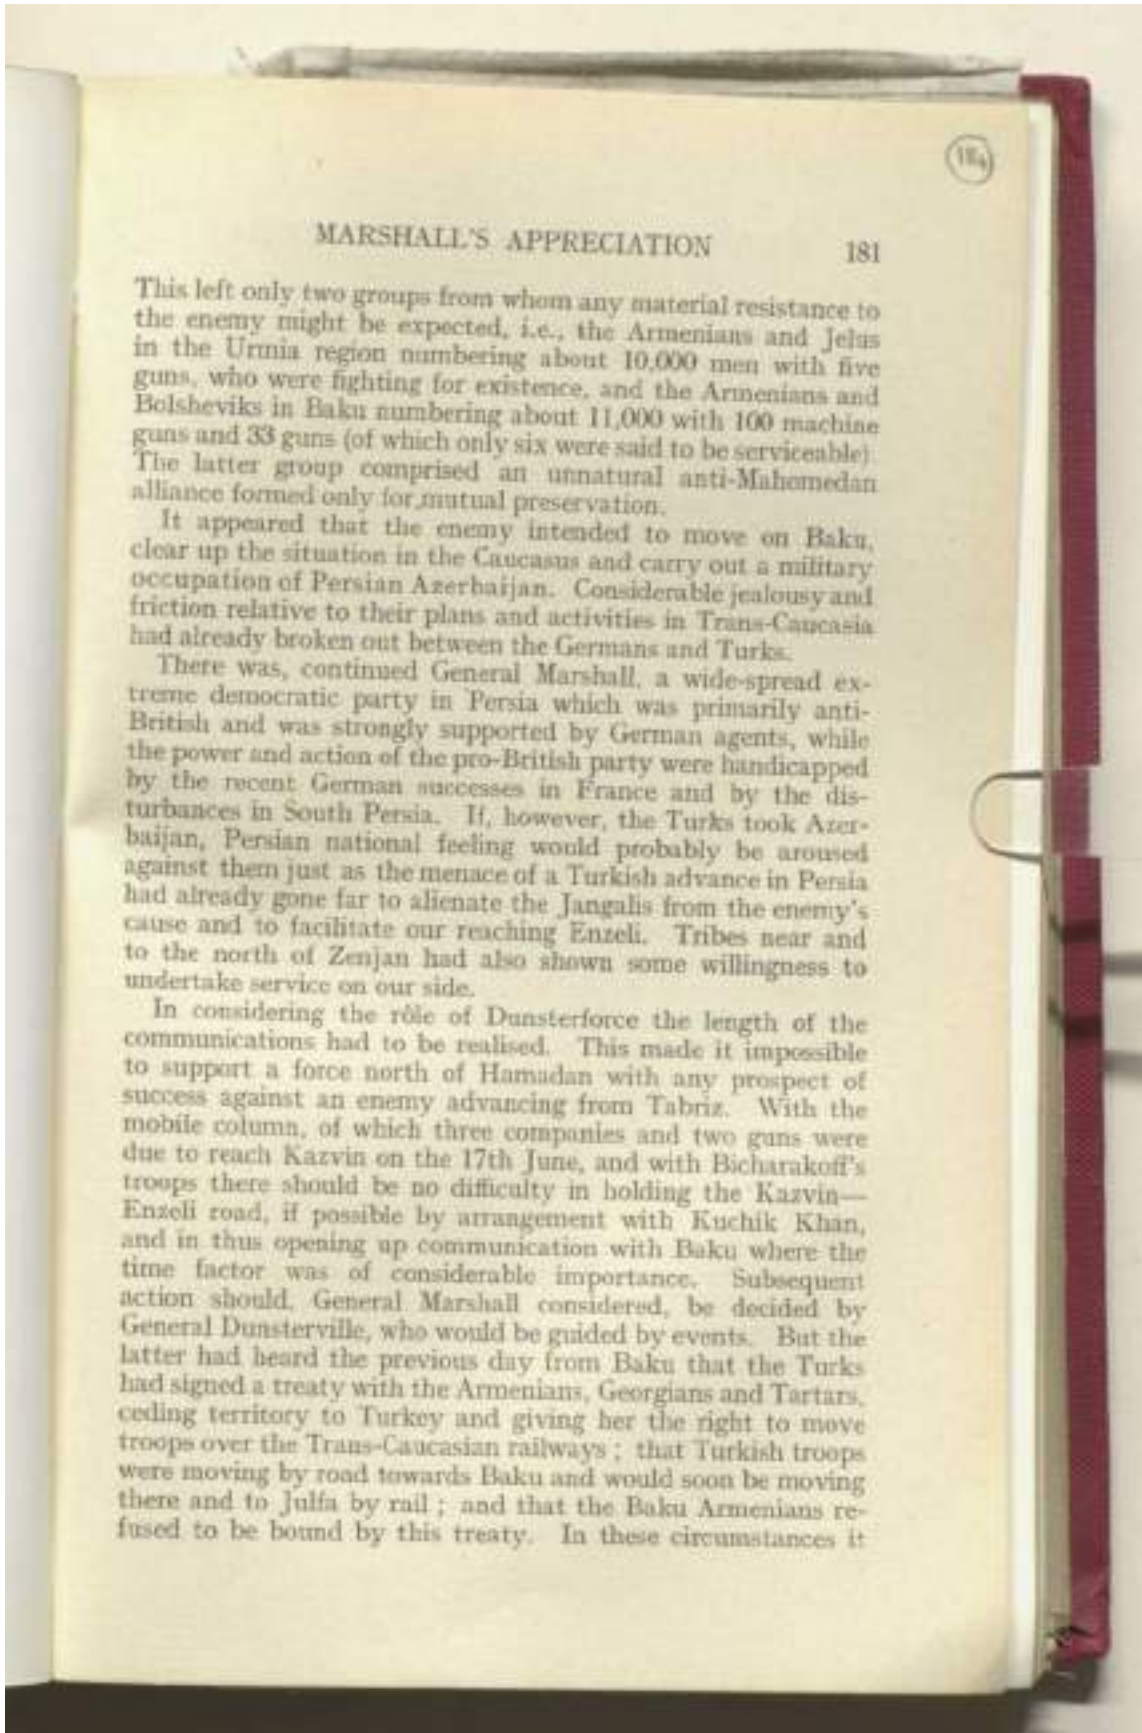 184
MARSHALL'S APPRECIATION 181
This left only two groups from whom any material resistance to
the enemy might be expected, i.e., the Armenians and Jelus
in the Urmia region numbering about 10,000 men with five
guns, who were fighting for existence, and the Armenians and
Bolsheviks in Baku numbering about 11,000 with 100 machine
guns and 33 guns (of which only six were said to be serviceable).
The latter group comprised an unnatural anti-Mahomedan
alliance formed only for mutual preservation.
It appeared that the enemy intended to move on Baku,
clear up the situation in the Caucasus and carry out a military
occupation of Persian Azerbaijan. Considerable jealousy and
friction relative to their plans and activities in Trans-Caucasia
had already broken out between the Germans and Turks.
There was, continued General Marshall, a wide-spread ex-
treme democratic party in Persia which was primarily anti-
British and was strongly supported by German agents, while
the power and action of the pro-British party were handicapped
by the recent German successes in France and by the dis-
turbances in South Persia. If, however, the Turks took Azer-
baijan, Persian national feeling would probably be aroused
against them just as the menace of a Turkish advance in Persia
had already gone far to alienate the Jangalis from the enemy's
cause and to facilitate our reaching Enzeli. Tribes near and
to the north of Zenjan had also shown some willingness to
undertake service on our side.
In considering the rôle of Dunsterforce the length of the
communications had to be realised. This made it impossible
to support a force north of Hamadan with any prospect of
success against an enemy advancing from Tabriz. With the
mobile column, of which three companies and two guns were
due to reach Kazvin on the 17th June, and with Bicharakoff's
troops there should be no difficulty in holding the Kazvin—
Enzeli road, if possible by arrangement with Kuchik Khan,
and in thus opening up communication with Baku where the
time factor was of considerable importance. Subsequent
action should, General Marshall considered, be decided by
General Dunsterville, who would be guided by events. But the
latter had heard the previous day from Baku that the Turks
had signed a treaty with the Armenians, Georgians and Tartars,
ceding territory to Turkey and giving her the right to move
troops over the Trans-Caucasian railways ; that Turkish troops
were moving by road towards Baku and would soon be moving
there and to Julfa by rail ; and that the Baku Armenians re-
fused to be bound by this treaty. In these circumstances it